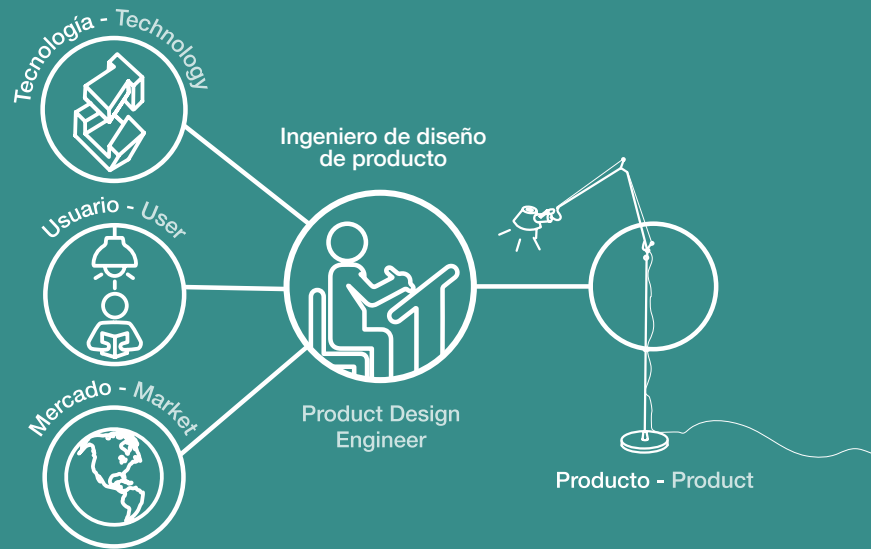 Tecnología - Technology
Usuario - User
Mercado - Market
Ingeniero de diseño
de producto
Product Design
Engineer
Producto - Product